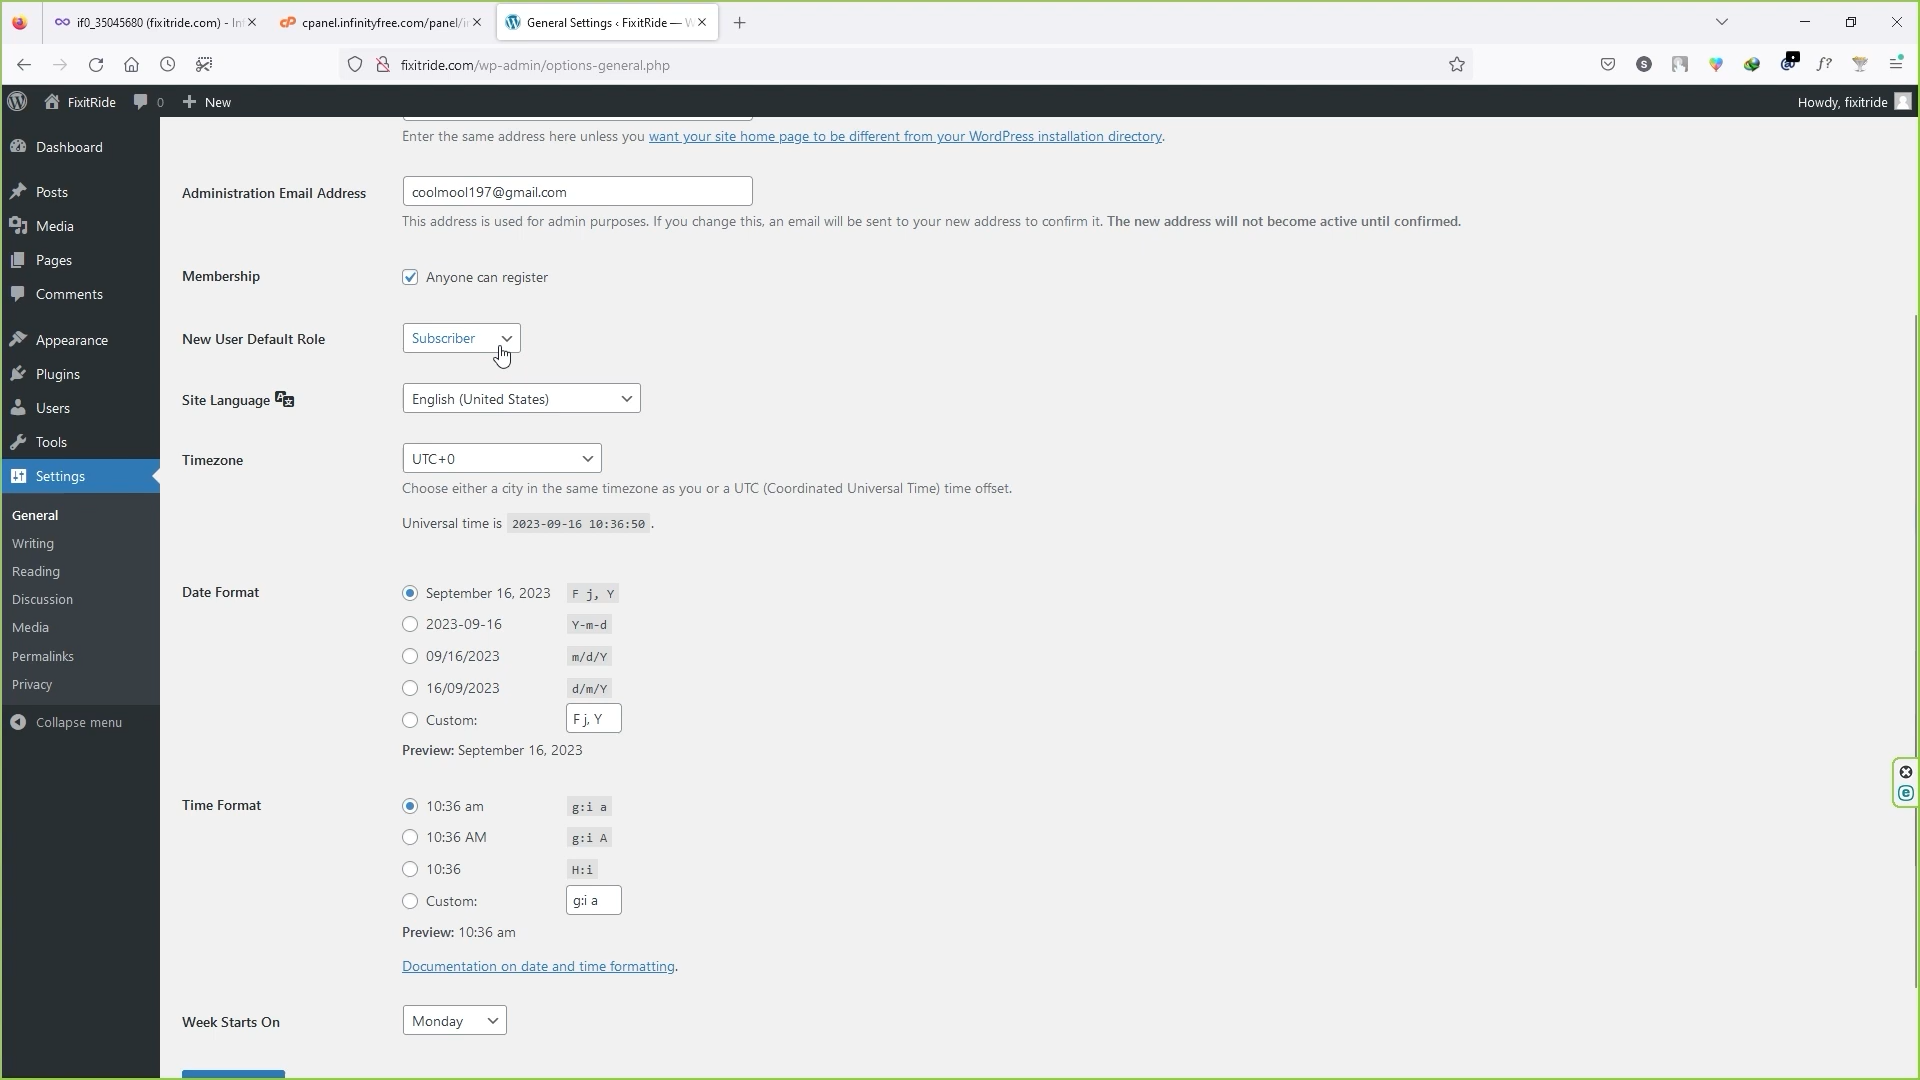 if0_35045680 (fixitride.com) - In
cpanel.infinityfree.com/panel/i
General Settings ‹ FixitRide — W
fixitride.com/wp-admin/options-general.php
FixitRide
0
New
Howdy, fixitride
Dashboard
Posts
Media
Pages
Comments
Appearance
Plugins
Users
Tools
Settings
General
Writing
Reading
Discussion
Media
Permalinks
Privacy
Collapse menu
Enter the same address here unless you want your site home page to be different from your WordPress installation directory.
Administration Email Address
coolmool197@gmail.com
This address is used for admin purposes. If you change this, an email will be sent to your new address to confirm it. The new address will not become active until confirmed.
Membership
Anyone can register
New User Default Role
Subscriber
Site Language
English (United States)
Timezone
UTC+0
Choose either a city in the same timezone as you or a UTC (Coordinated Universal Time) time offset.
Universal time is 2023-09-16 10:36:50 .
Date Format
September 16, 2023 F j, Y
2023-09-16 Y-m-d
09/16/2023 m/d/Y
16/09/2023 d/m/Y
Custom: F j, Y
Preview: September 16, 2023
Time Format
10:36 am g:i a
10:36 AM g:i A
10:36 H:i
Custom: g:i a
Preview: 10:36 am
Documentation on date and time formatting.
Week Starts On
Monday